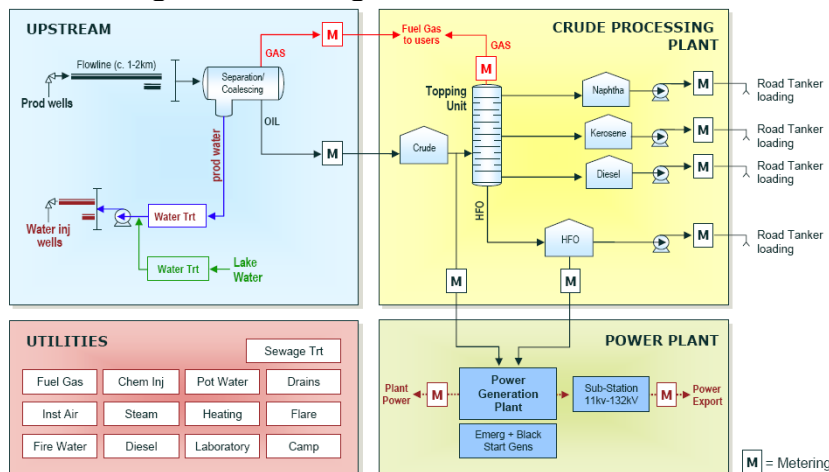 UPSTREAM
Flowline (c. 1-2km)
Prod wells
Separation/
Coalescing
GAS
M
OIL
prod water
M
Water inj
wells
Water Trt
Water Trt
Lake
Water
Fuel Gas
to users
CRUDE PROCESSING
PLANT
GAS
M
Topping
Unit
Crude
Naphtha
M
Road Tanker
loading
Kerosene
M
Road Tanker
loading
Diesel
M
Road Tanker
loading
HFO
HFO
M
Road Tanker
loading
M
M
UTILITIES
Sewage Trt
Fuel Gas
Chem Inj
Pot Water
Drains
Inst Air
Steam
Heating
Flare
Fire Water
Diesel
Laboratory
Camp
POWER PLANT
Plant
Power
M
Power
Generation
Plant
Sub-Station
11kv-132kV
M
Power
Export
Emerg + Black
Start Gens
M = Metering